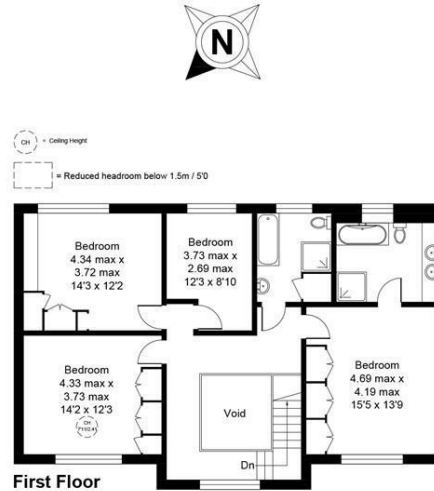 N
CH = Ceiling Height
= Reduced headroom below 1.5m / 5'0
Bedroom
4.34 max x
3.72 max
14'3 x 12'2
Bedroom
3.73 max x
2.69 max
12'3 x 8'10
Bedroom
4.33 max x
3.73 max
14'2 x 12'3
CH
Void
Bedroom
4.69 max x
4.19 max
15'5 x 13'9
Dn
First Floor